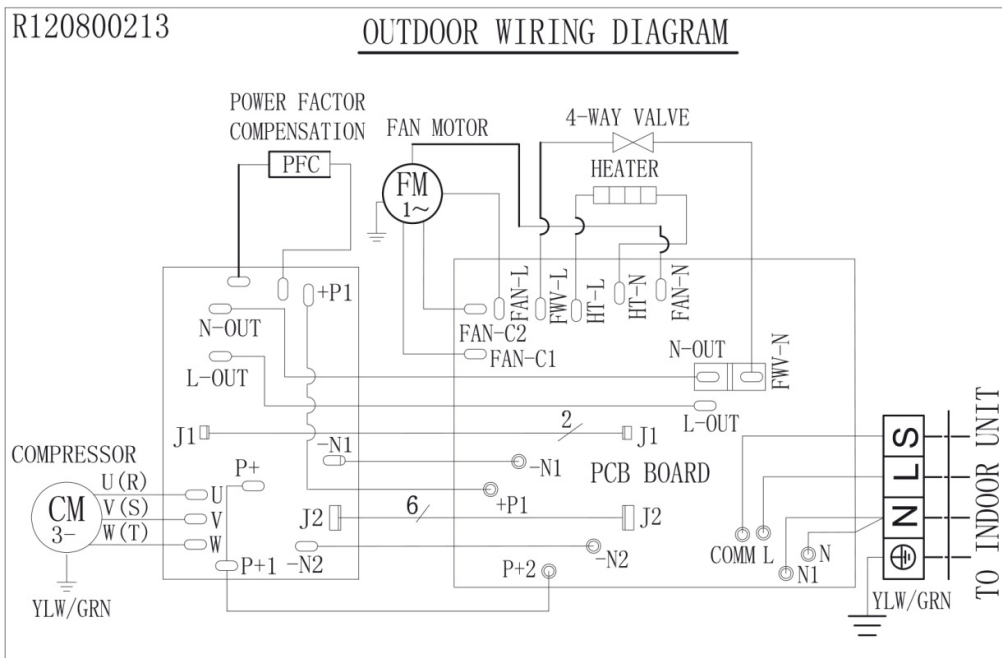 R120800213
OUTDOOR WIRING DIAGRAM
POWER FACTOR
COMPENSATION
PFC
FAN MOTOR
FM
1~
4-WAY VALVE
HEATER
+P1
N-OUT
L-OUT
FAN-L
FWV-L
HT-L
HT-N
FAN-N
FAN-C2
FAN-C1
N-OUT
FWV-N
L-OUT
J1
2
J1
-N1
-N1
PCB BOARD
P+
+P1
COMPRESSOR
U(R)
V(S)
W(T)
CM
3-
U
V
W
YLW/GRN
J2
6
J2
-N2
-N2
P+1
P+2
COMM
L
N
N1
S
L
N
YLW/GRN
TO INDOOR UNIT